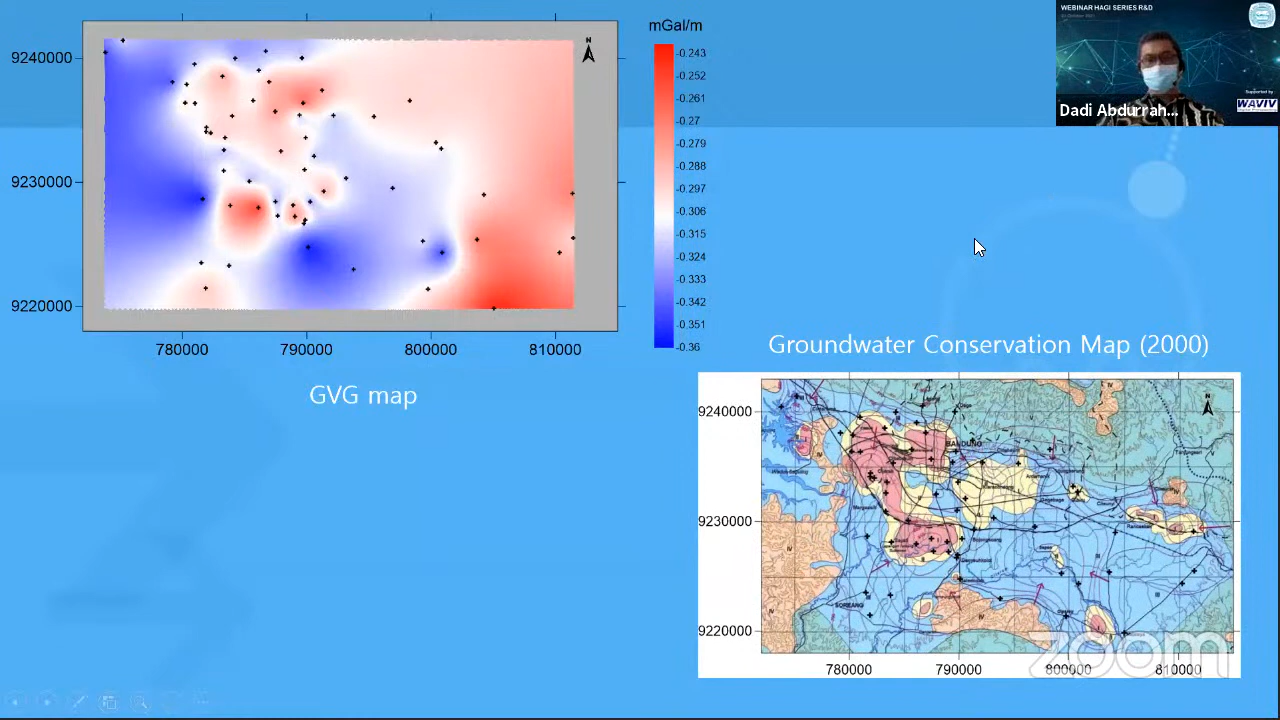 mGal/m
WEBINAR HAGI SERIES R&D
Supported by
WAVIV
Dadi Abdurrah...
N
9240000
9230000
9220000
780000
790000
800000
810000
-0.243
-0.252
-0.261
-0.27
-0.279
-0.288
-0.297
-0.306
-0.315
-0.324
-0.333
-0.342
-0.351
-0.36
GVG map
Groundwater Conservation Map (2000)
N
9240000
9230000
9220000
BANDUNG
SOREANG
780000
790000
800000
810000
zoom